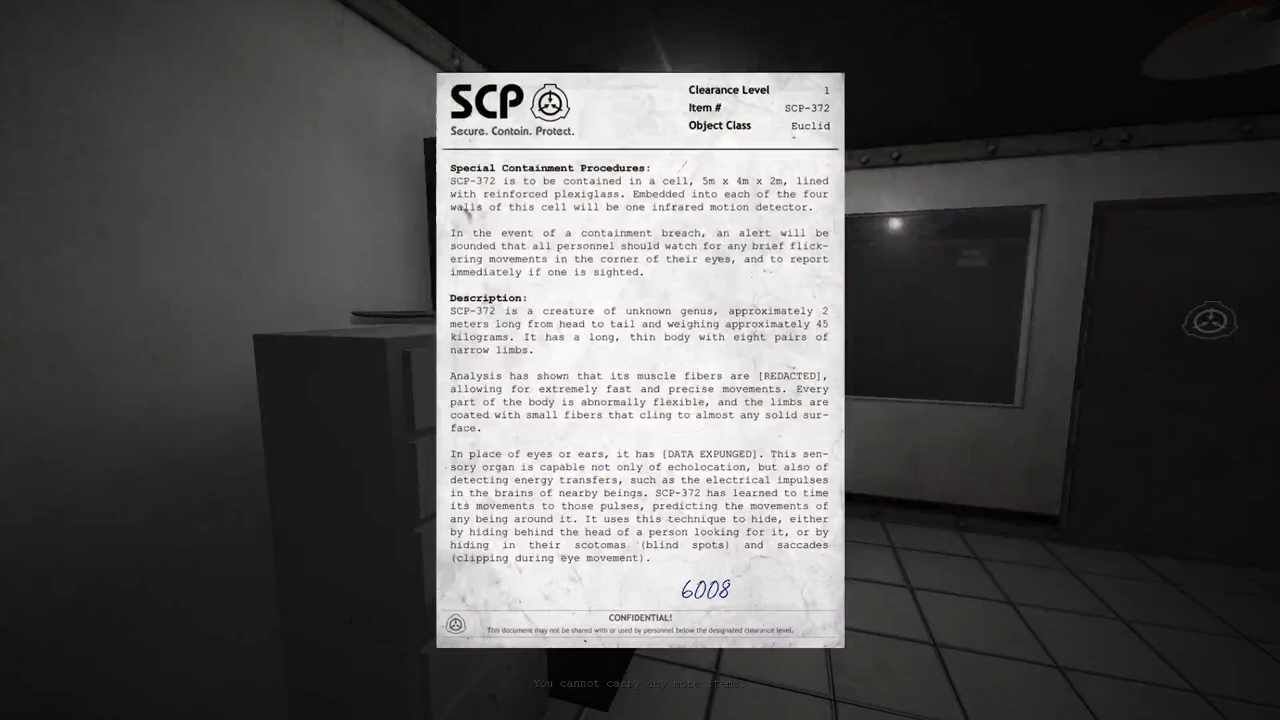 SCP
Secure. Contain. Protect.
Clearance Level 1
Item # SCP-372
Object Class Euclid
Special Containment Procedures:
SCP-372 is to be contained in a cell, 5m x 4m x 2m, lined
with reinforced plexiglass. Embedded into each of the four
walls of this cell will be one infrared motion detector.
In the event of a containment breach, an alert will be
sounded that all personnel should watch for any brief flick-
ering movements in the corner of their eyes, and to report
immediately if one is sighted.
Description:
SCP-372 is a creature of unknown genus, approximately 2
meters long from head to tail and weighing approximately 45
kilograms. It has a long, thin body with eight pairs of
narrow limbs.
Analysis has shown that its muscle fibers are [REDACTED],
allowing for extremely fast and precise movements. Every
part of the body is abnormally flexible, and the limbs are
coated with small fibers that cling to almost any solid sur-
face.
In place of eyes or ears, it has [DATA EXPUNGED]. This sen-
sory organ is capable not only of echolocation, but also of
detecting energy transfers, such as the electrical impulses
in the brains of nearby beings. SCP-372 has learned to time
its movements to those pulses, predicting the movements of
any being around it. It uses this technique to hide, either
by hiding behind the head of a person looking for it, or by
hiding in their scotomas (blind spots) and saccades
(clipping during eye movement).
6008
CONFIDENTIAL!
This document may not be shared with or used by personnel below the designated clearance level.
You cannot carry any more items.